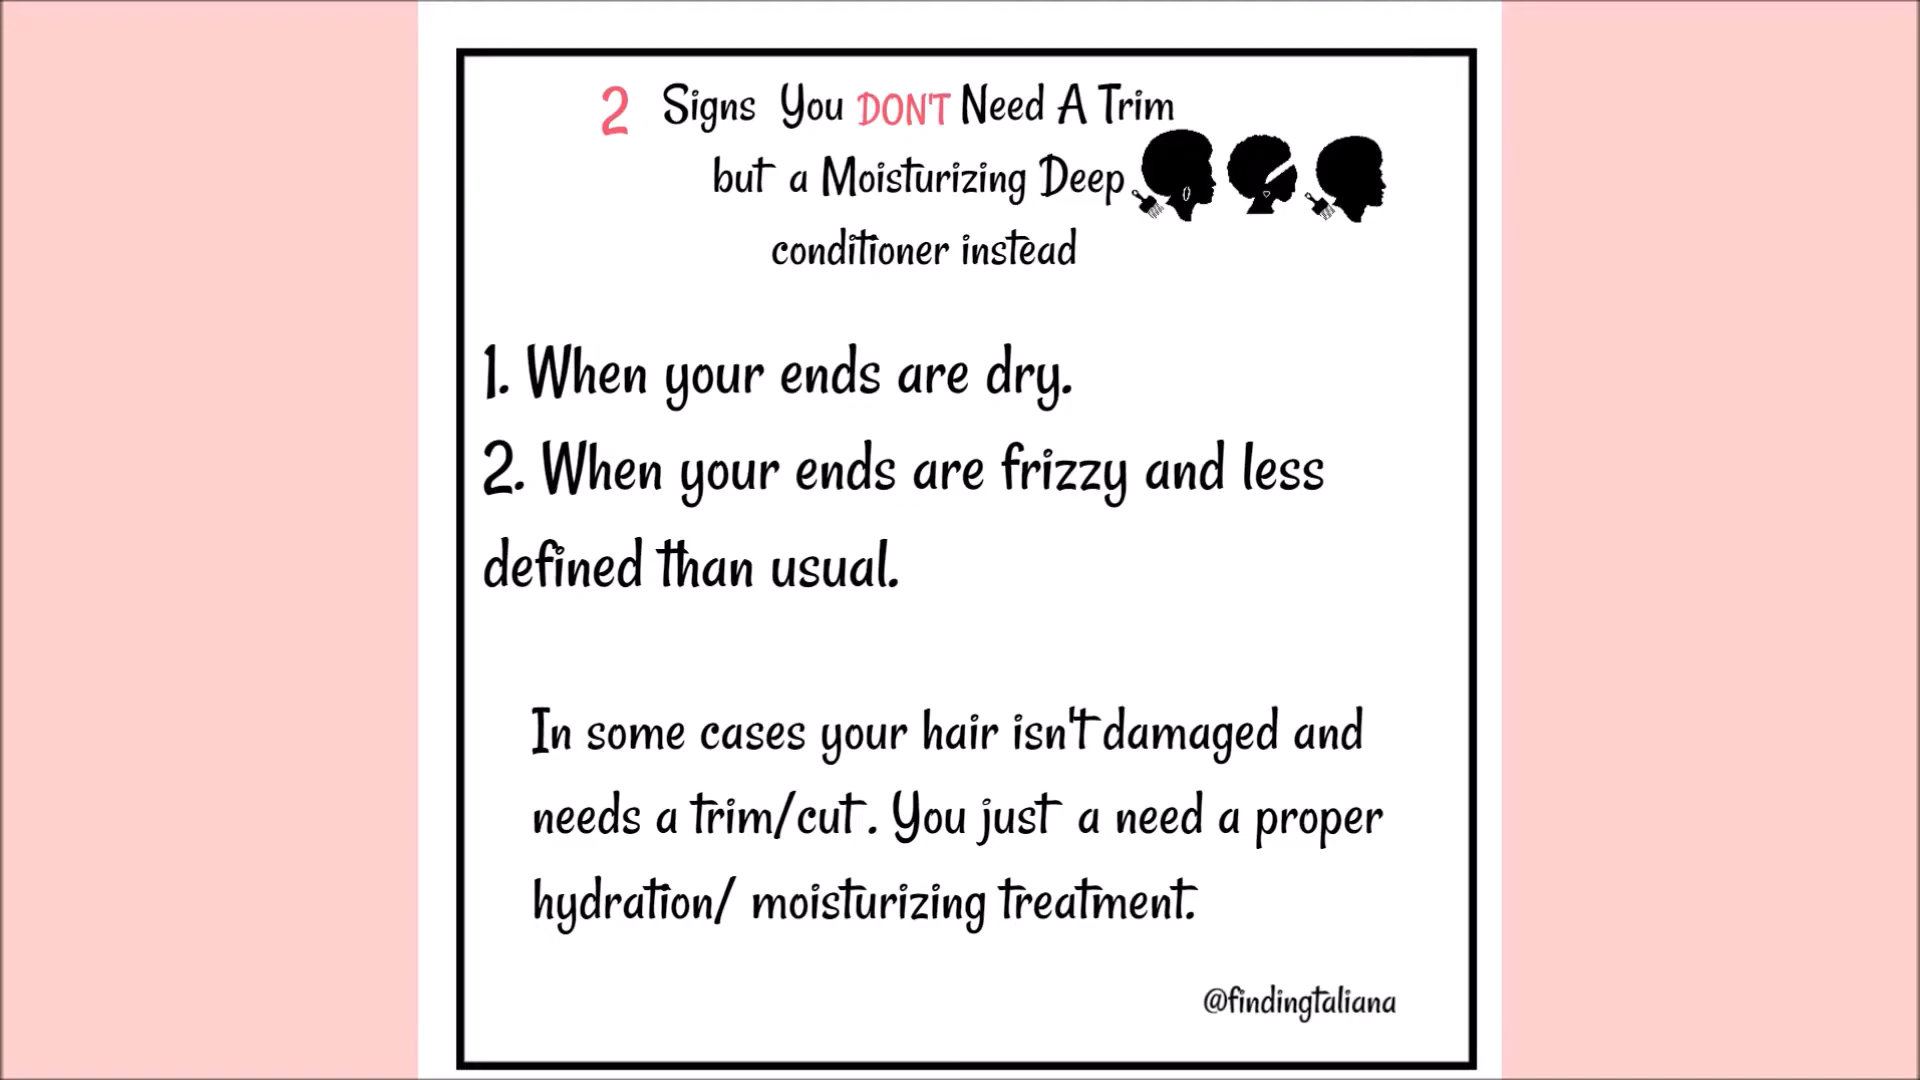 2 Signs You DON'T Need A Trim
but a Moisturizing Deep
conditioner instead
1. When your ends are dry.
2. When your ends are frizzy and less
defined than usual.
In some cases your hair isn't damaged and
needs a trim/cut. You just a need a proper
hydration/ moisturizing treatment.
@findingtaliana